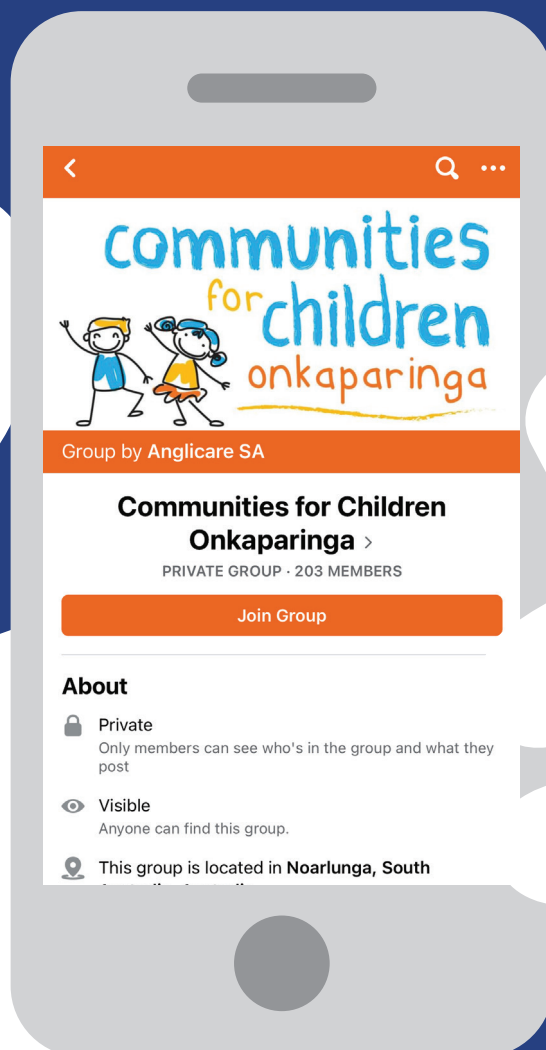 communities
for children
onkaparinga
Group by Anglicare SA
Communities for Children
Onkaparinga >
PRIVATE GROUP · 203 MEMBERS
Join Group
About
Private
Only members can see who's in the group and what they
post
Visible
Anyone can find this group.
This group is located in Noarlunga, South